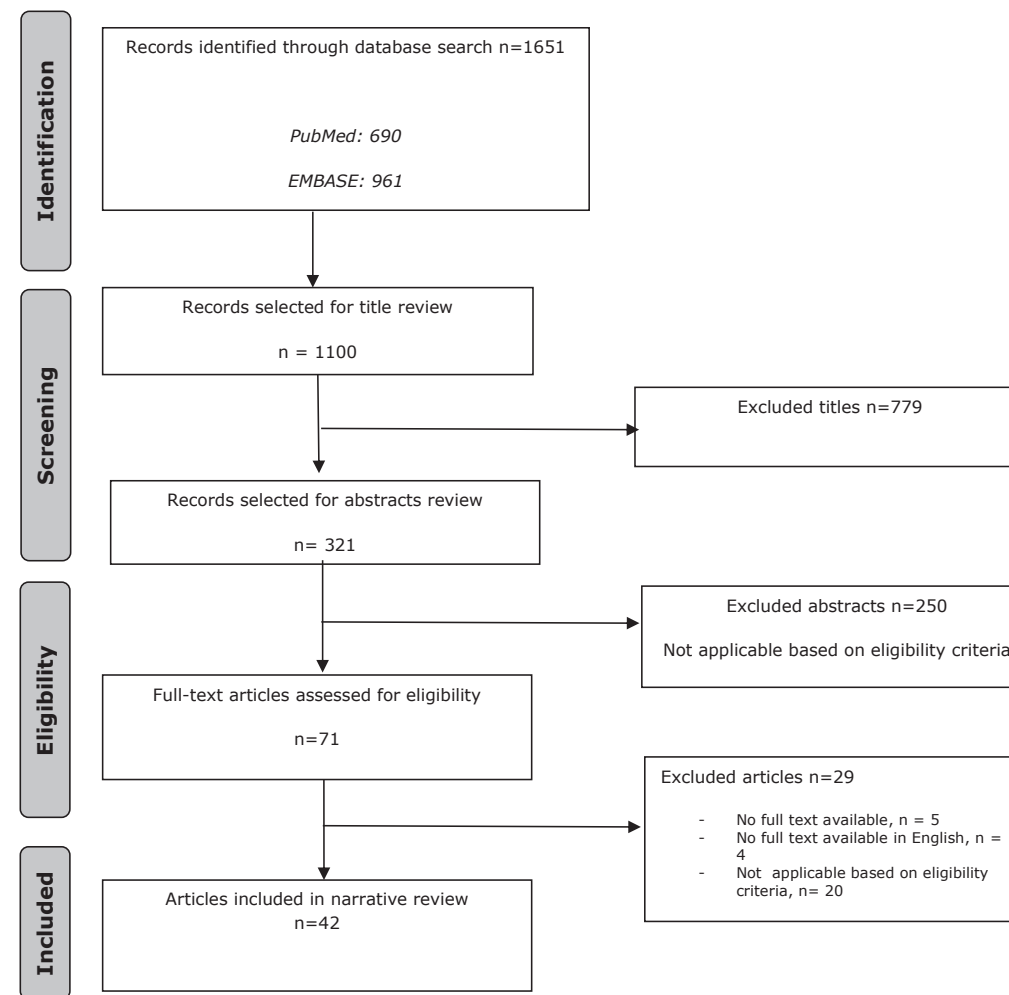 Identification
Records identified through database search n=1651
PubMed: 690
EMBASE: 961
Screening
Records selected for title review
n = 1100
Excluded titles n=779
Records selected for abstracts review
n= 321
Eligibility
Excluded abstracts n=250
Not applicable based on eligibility criteria
Full-text articles assessed for eligibility
n=71
Excluded articles n=29
- No full text available, n = 5
- No full text available in English, n =
4
- Not applicable based on eligibility
criteria, n= 20
Included
Articles included in narrative review
n=42